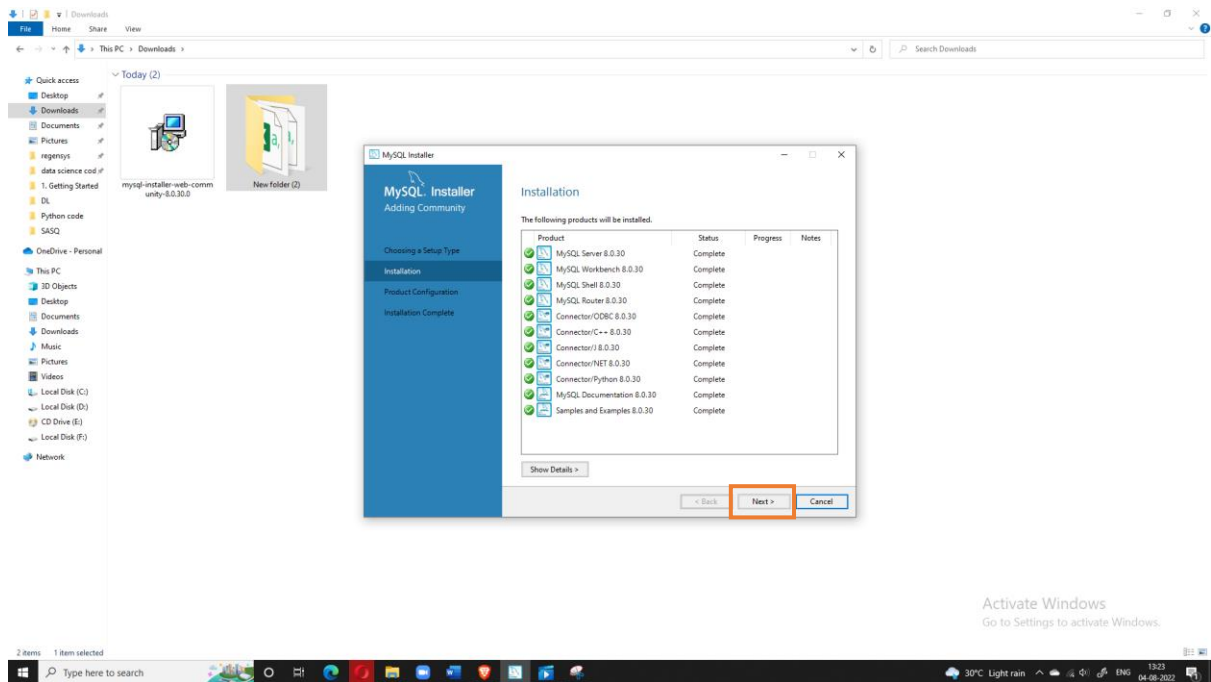 Downloads
File Home Share View
This PC > Downloads >
Search Downloads
Quick access
Desktop
Downloads
Documents
Pictures
regensys
data science cod
1. Getting Started
DL
Python code
SASQ
OneDrive - Personal
This PC
3D Objects
Desktop
Documents
Downloads
Music
Pictures
Videos
Local Disk (C:)
Local Disk (D:)
CD Drive (E:)
Local Disk (F:)
Network
Today (2)
mysql-installer-web-comm
unity-8.0.30.0
New folder (2)
MySQL Installer
MySQL. Installer
Adding Community
Choosing a Setup Type
Installation
Product Configuration
Installation Complete
Installation
The following products will be installed.
Product Status Progress Notes
MySQL Server 8.0.30 Complete
MySQL Workbench 8.0.30 Complete
MySQL Shell 8.0.30 Complete
MySQL Router 8.0.30 Complete
Connector/ODBC 8.0.30 Complete
Connector/C++ 8.0.30 Complete
Connector/J 8.0.30 Complete
Connector/NET 8.0.30 Complete
Connector/Python 8.0.30 Complete
MySQL Documentation 8.0.30 Complete
Samples and Examples 8.0.30 Complete
Show Details >
< Back Next > Cancel
Activate Windows
Go to Settings to activate Windows.
2 items 1 item selected
Type here to search
30°C Light rain ENG 13:23
04-08-2022